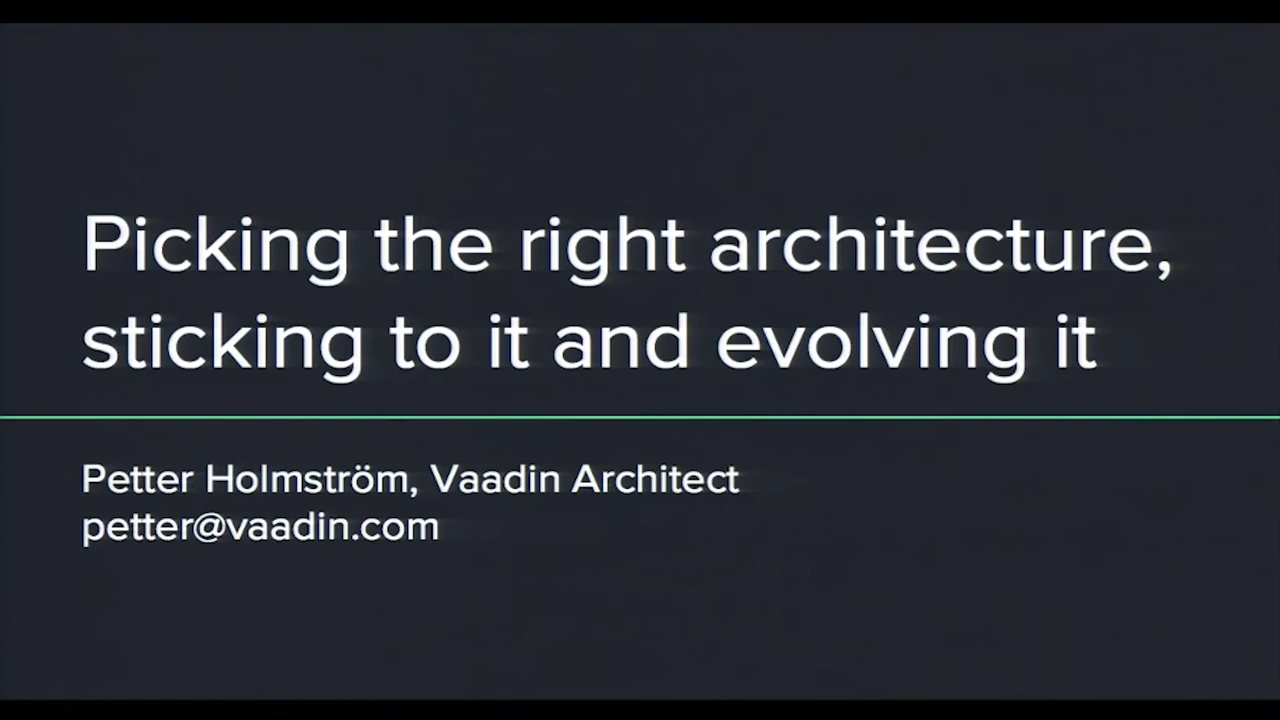 Picking the right architecture,
sticking to it and evolving it
Petter Holmström, Vaadin Architect
petter@vaadin.com